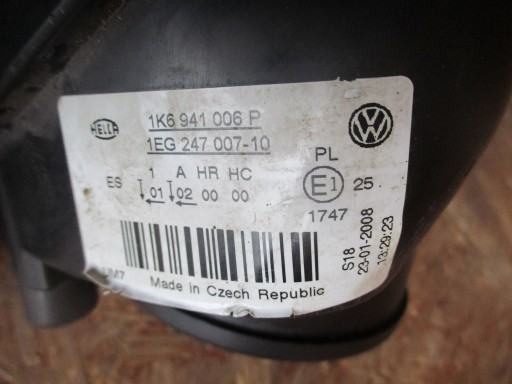 HELLA
1K6 941 006 P
1EG 247 007-10
PL
1 A HR HC
ES 01 02 00 00
E1 25
1747
S18
23-01-2008
13:29:23
Made in Czech Republic